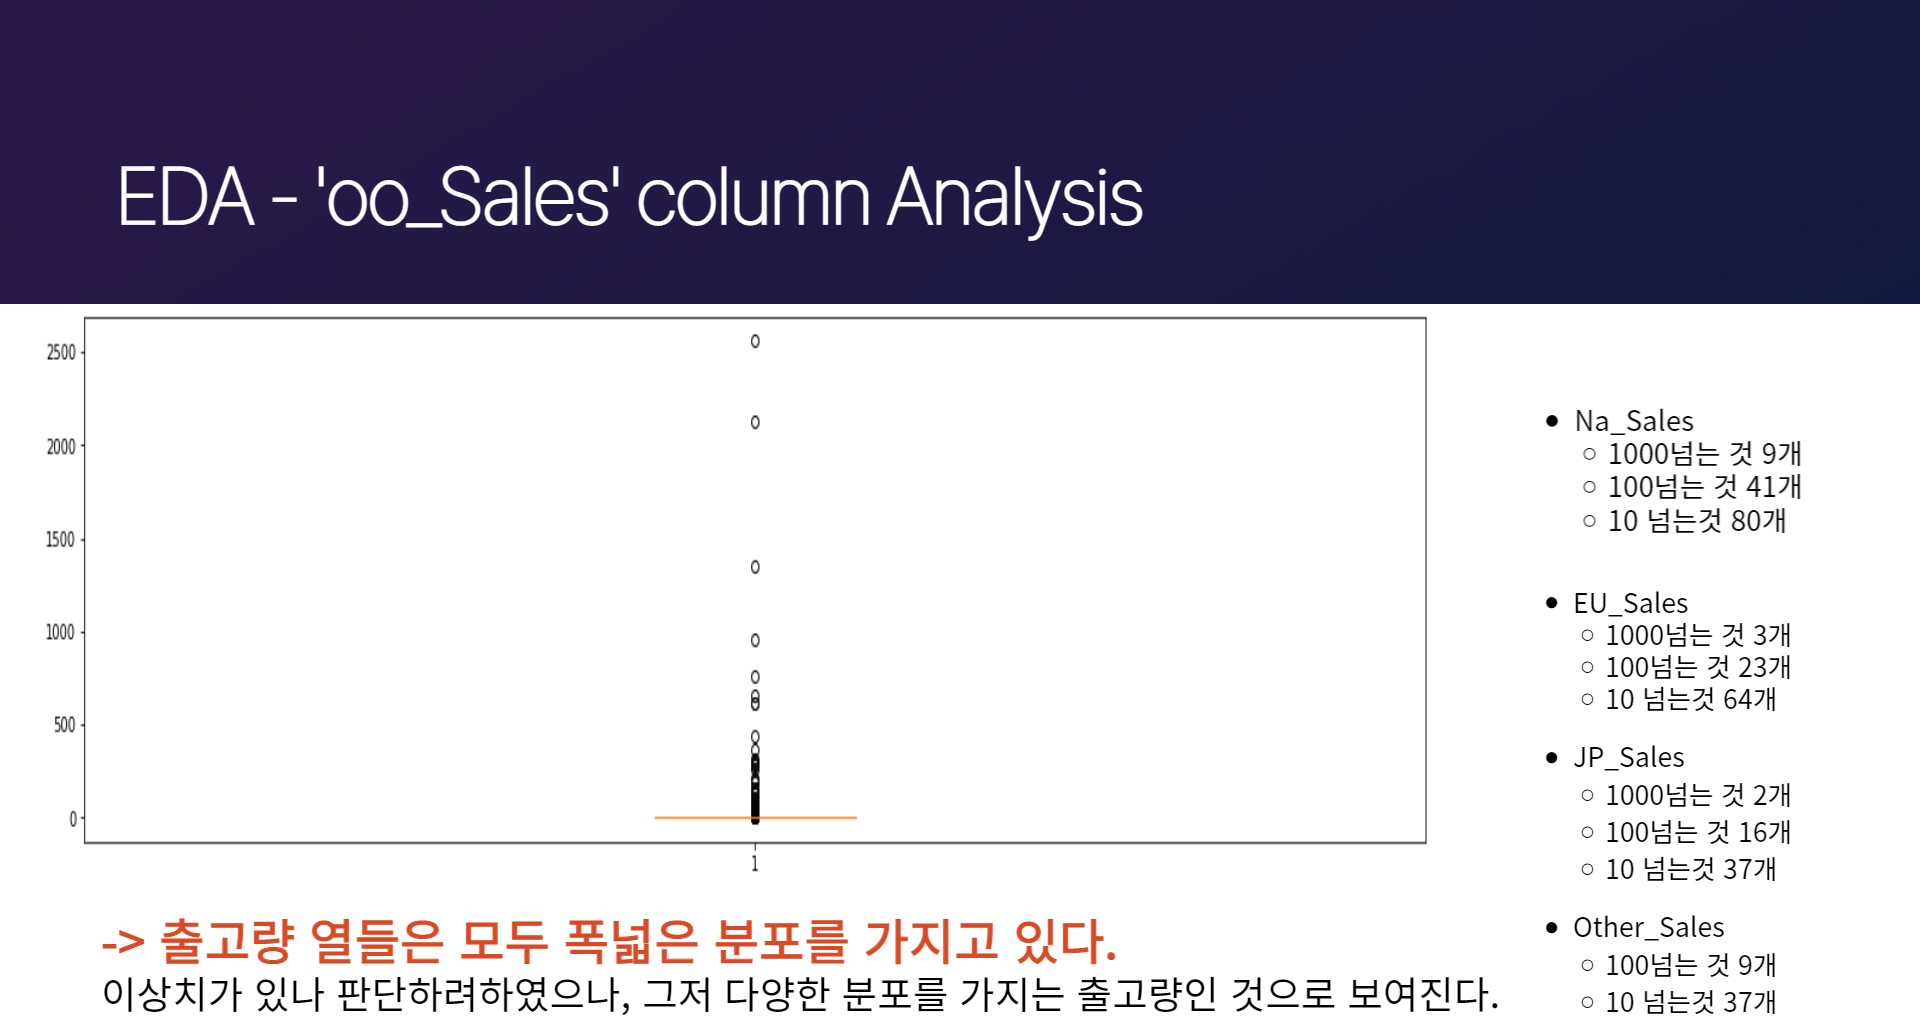 EDA - 'oo_Sales' column Analysis
2500
2000
1500
1000
500
0
1
-> 출고량 열들은 모두 폭넓은 분포를 가지고 있다.
이상치가 있나 판단하려하였으나, 그저 다양한 분포를 가지는 출고량인 것으로 보여진다.
Na_Sales
1000넘는 것 9개
100넘는 것 41개
10 넘는것 80개
EU_Sales
1000넘는 것 3개
100넘는 것 23개
10 넘는것 64개
JP_Sales
1000넘는 것 2개
100넘는 것 16개
10 넘는것 37개
Other_Sales
100넘는 것 9개
10 넘는것 37개